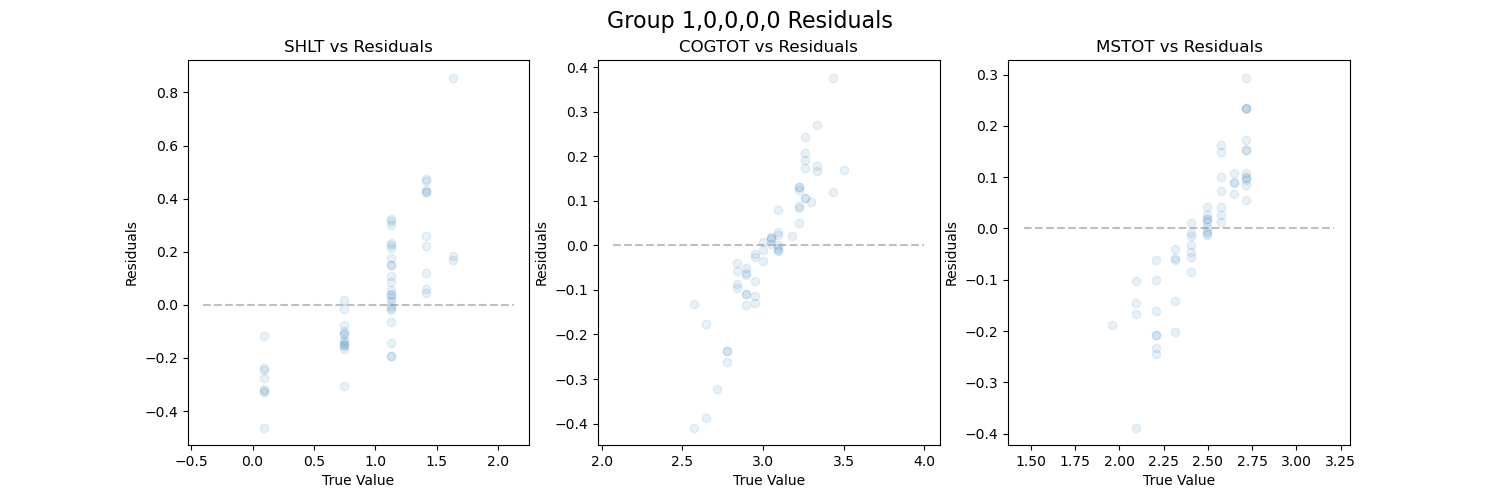 Group 1,0,0,0,0 Residuals
SHLT vs Residuals
0.8
0.6
0.4
0.2
0.0
−0.2
−0.4
Residuals
−0.5 0.0 0.5 1.0 1.5 2.0
True Value
COGTOT vs Residuals
0.4
0.3
0.2
0.1
0.0
−0.1
−0.2
−0.3
−0.4
Residuals
2.0 2.5 3.0 3.5 4.0
True Value
MSTOT vs Residuals
0.3
0.2
0.1
0.0
−0.1
−0.2
−0.3
−0.4
Residuals
1.50 1.75 2.00 2.25 2.50 2.75 3.00 3.25
True Value